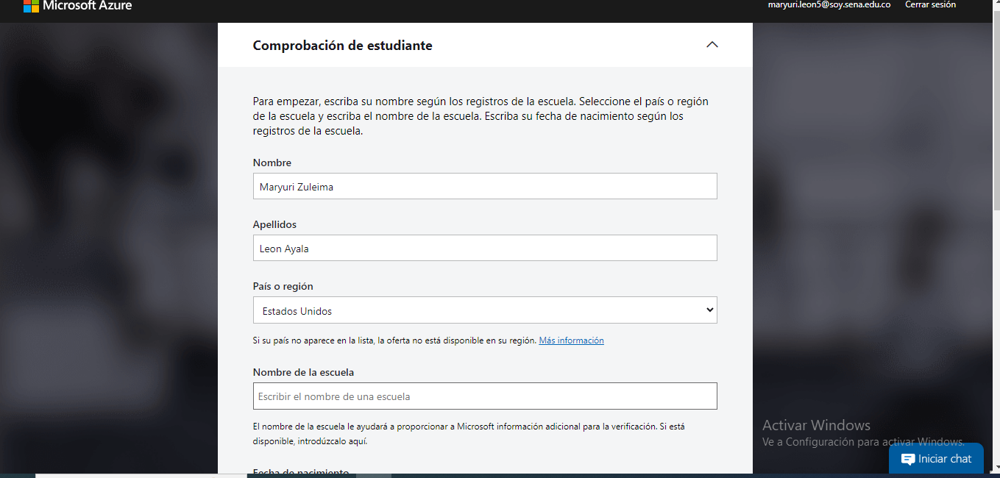 Microsoft Azure
maryuri.leon5@soy.sena.edu.co Cerrar sesión
Comprobación de estudiante
Para empezar, escriba su nombre según los registros de la escuela. Seleccione el país o región
de la escuela y escriba el nombre de la escuela. Escriba su fecha de nacimiento según los
registros de la escuela.
Nombre
Maryuri Zuleima
Apellidos
Leon Ayala
País o región
Estados Unidos
Si su país no aparece en la lista, la oferta no está disponible en su región. Más información
Nombre de la escuela
Escribir el nombre de una escuela
El nombre de la escuela le ayudará a proporcionar a Microsoft información adicional para la verificación. Si está
disponible, introdúzcalo aquí.
Fecha de nacimiento
Activar Windows
Ve a Configuración para activar Windows.
Iniciar chat